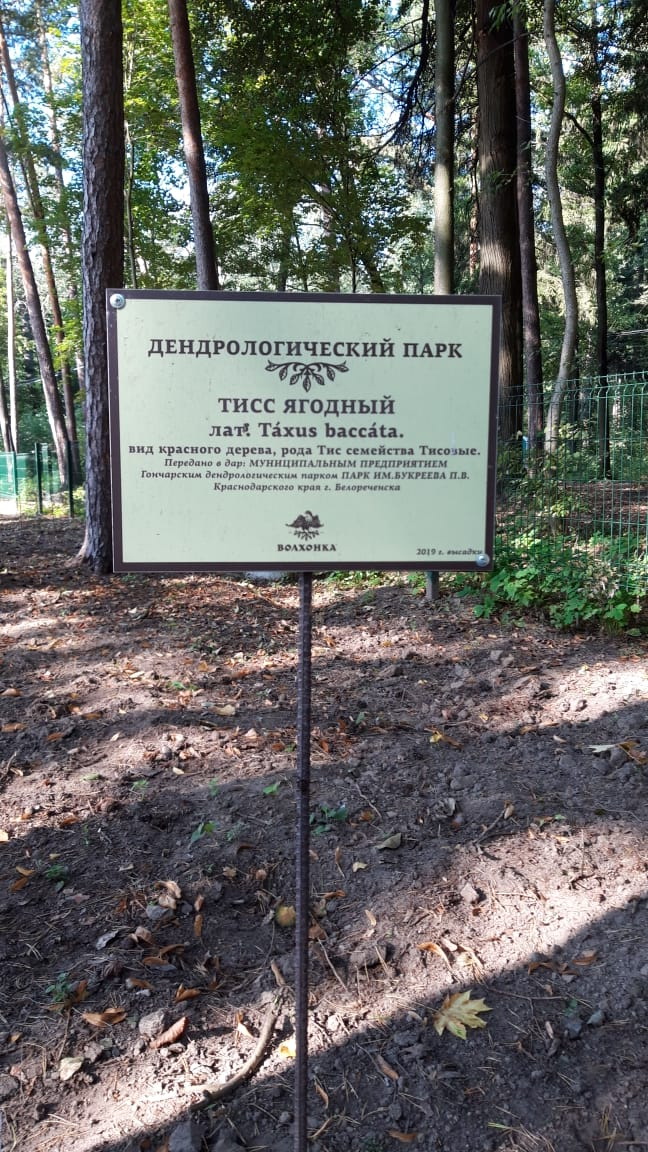 ДЕНДРОЛОГИЧЕСКИЙ ПАРК
ТИСС ЯГОДНЫЙ
лат. Táxus baccáta.
вид красного дерева, рода Тис семейства Тисовые.
Передано в дар: МУНИЦИПАЛЬНЫМ ПРЕДПРИЯТИЕМ
Гончарским дендрологическим парком ПАРК ИМ.БУКРЕЕВА П.В.
Краснодарского края г. Белореченска
ВОЛХОНКА
2019 г. высадки